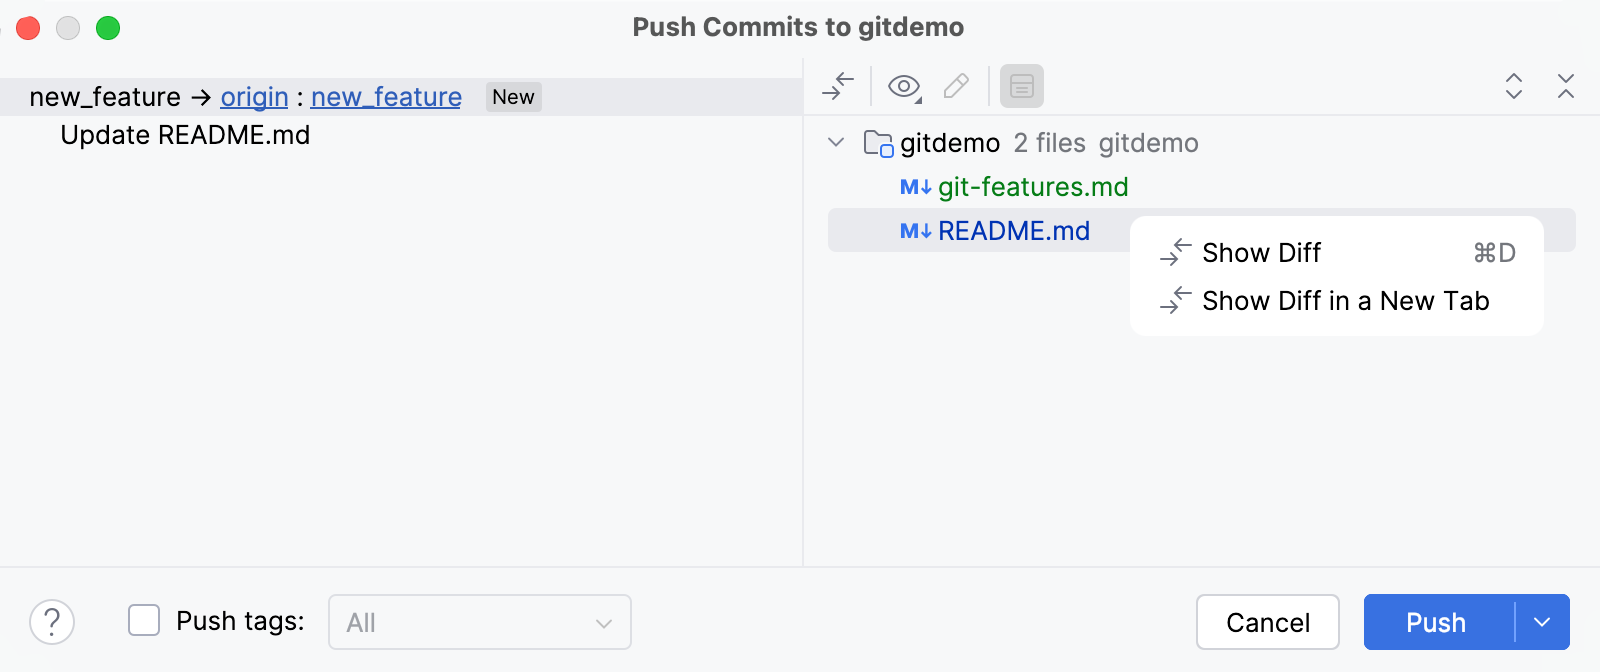 Push Commits to gitdemo
new_feature → origin : new_feature New
Update README.md
gitdemo 2 files gitdemo
M↓ git-features.md
M↓ README.md
Show Diff ⌘D
Show Diff in a New Tab
? Push tags: All
Cancel Push